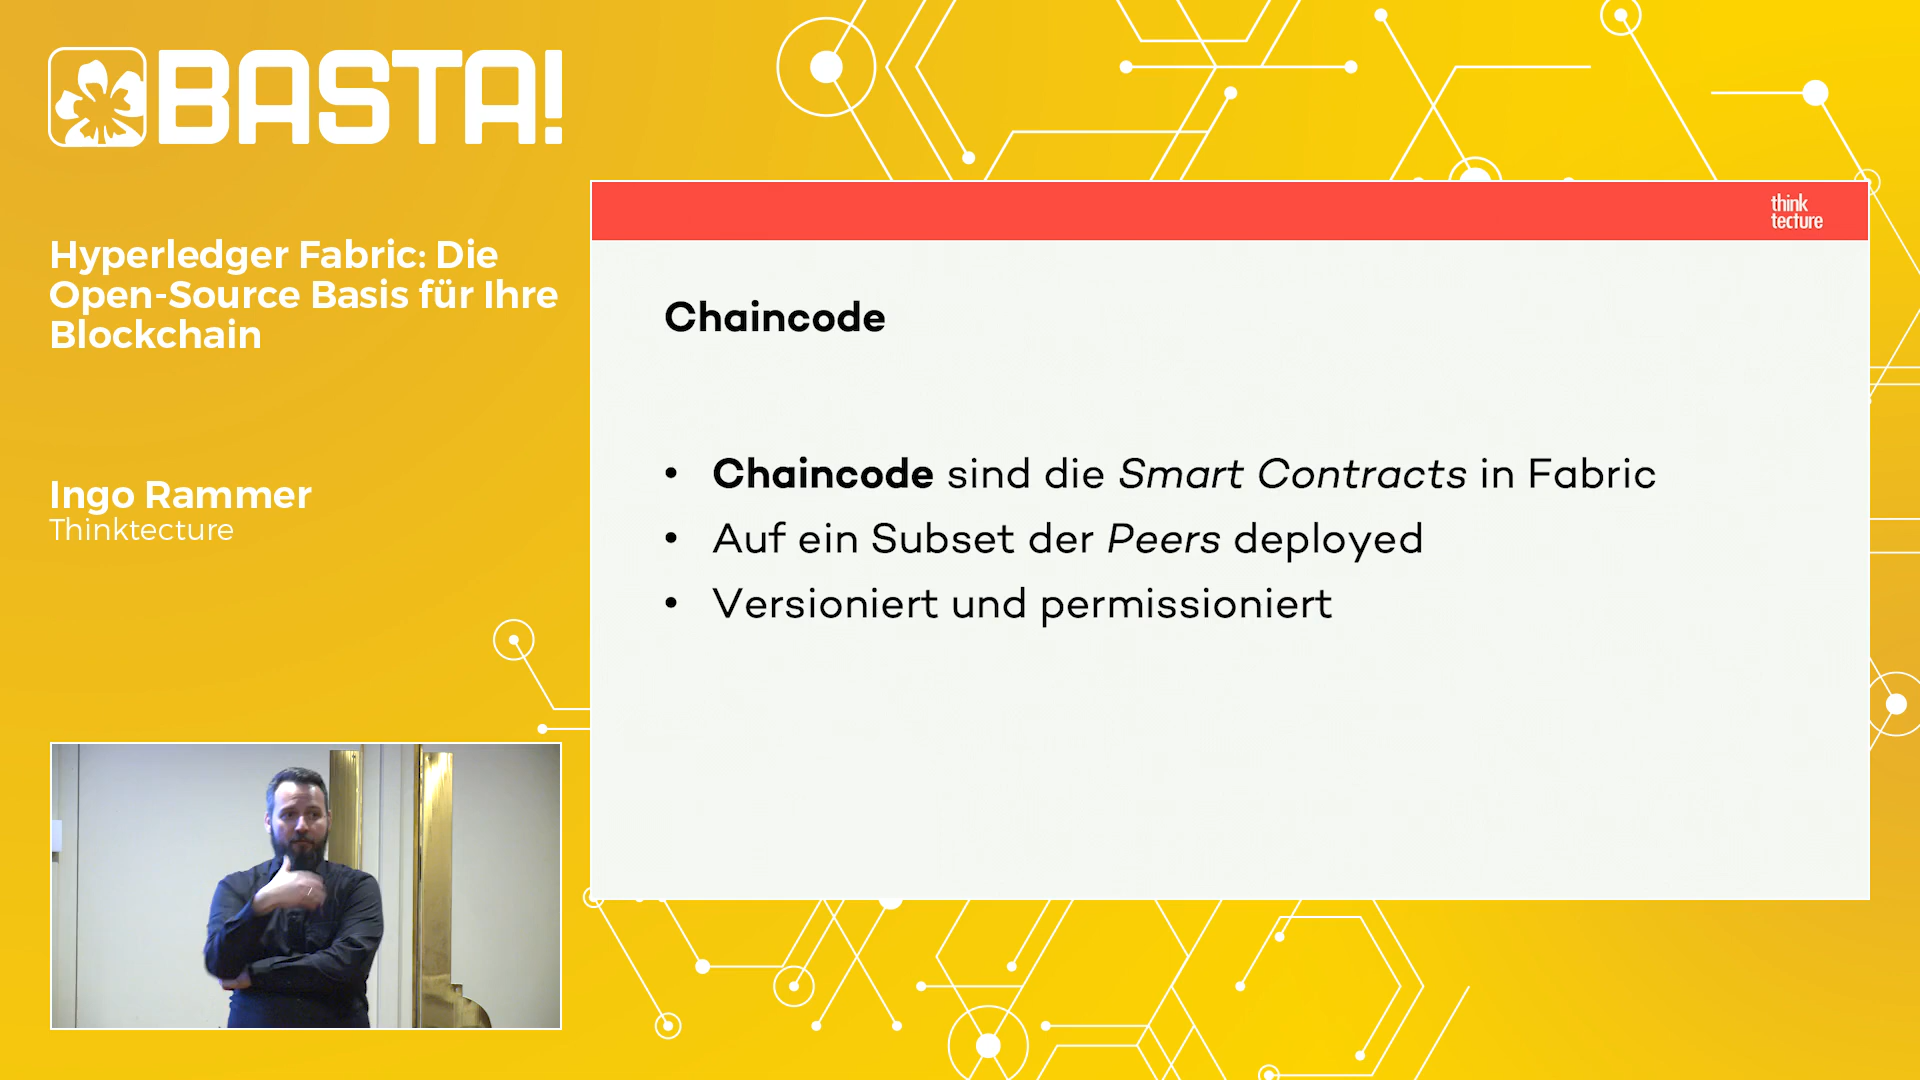 BASTA!
Hyperledger Fabric: Die
Open-Source Basis für Ihre
Blockchain
Ingo Rammer
Thinktecture
think
tecture
Chaincode
• Chaincode sind die Smart Contracts in Fabric
• Auf ein Subset der Peers deployed
• Versioniert und permissioniert